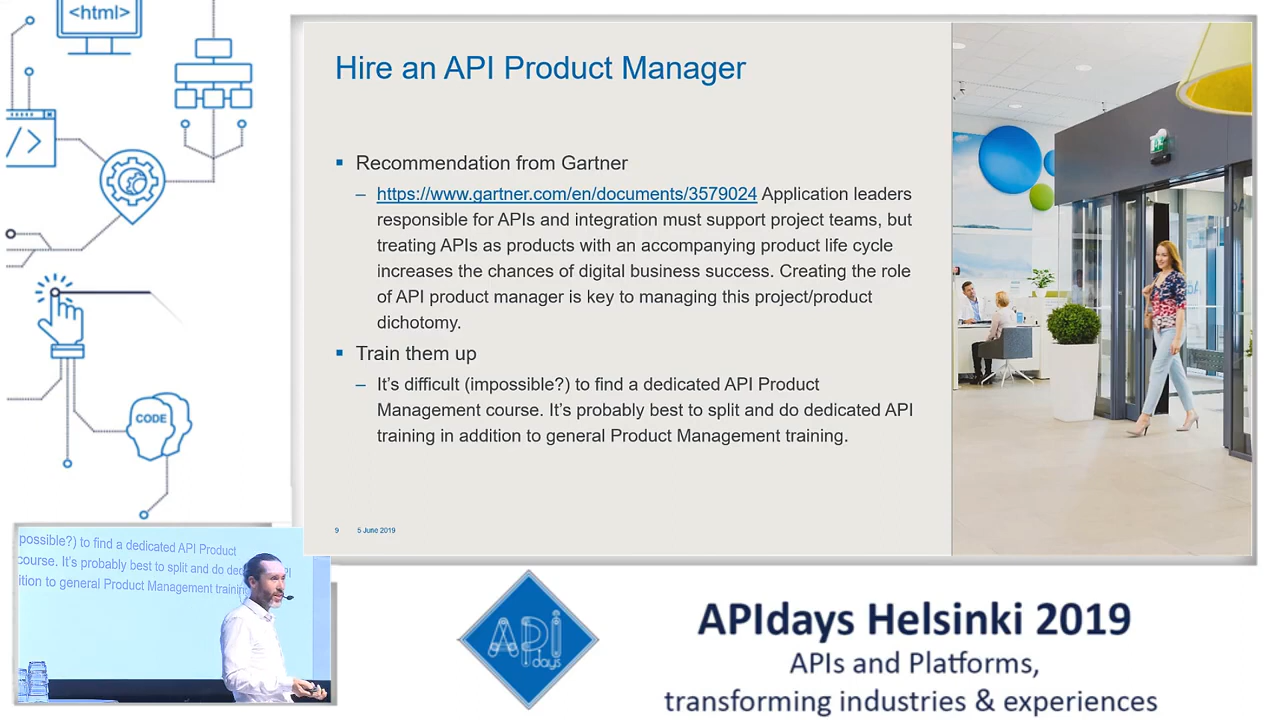 <html>
Hire an API Product Manager
▪ Recommendation from Gartner
– https://www.gartner.com/en/documents/3579024 Application leaders
responsible for APIs and integration must support project teams, but
treating APIs as products with an accompanying product life cycle
increases the chances of digital business success. Creating the role
of API product manager is key to managing this project/product
dichotomy.
▪ Train them up
– It's difficult (impossible?) to find a dedicated API Product
Management course. It's probably best to split and do dedicated API
training in addition to general Product Management training.
9 5 June 2019
/>
CODE
possible?) to find a dedicated API Product
course. It's probably best to split and do
ition to general Product Management
API
days
APIdays Helsinki 2019
APIs and Platforms,
transforming industries & experiences